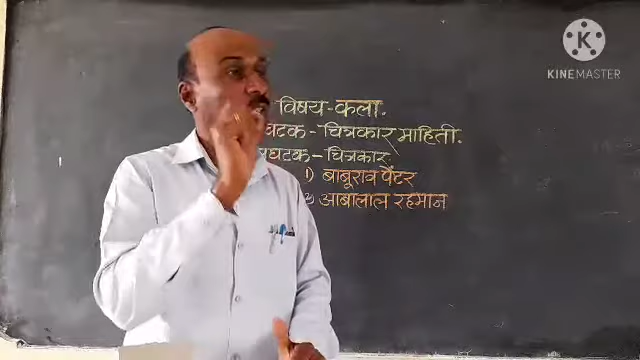 विषय-कला.
घटक - चित्रकार माहिती.
घटक - चित्रकार.
1) बाबूराव पेंटर
आबालाल रहमान
K
KINEMASTER